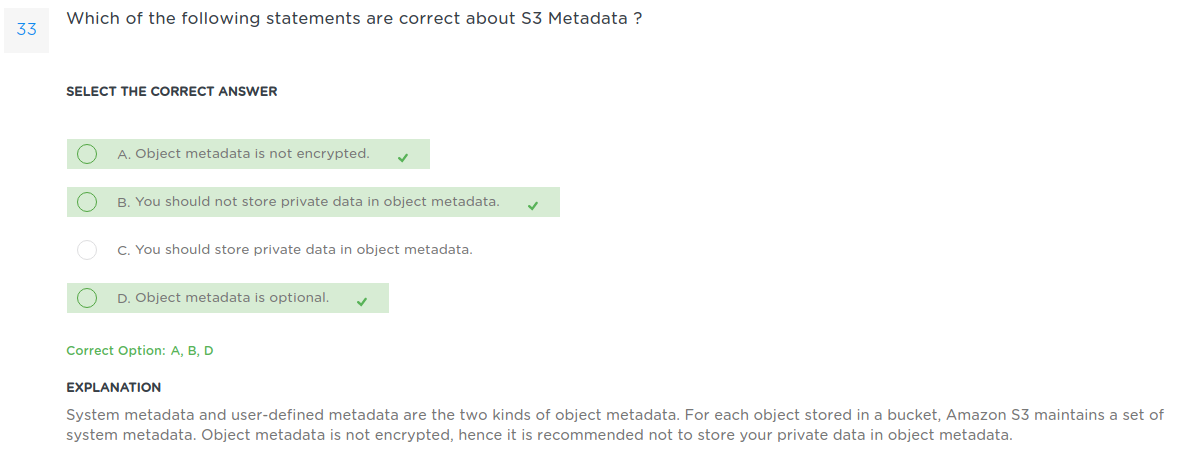 33
Which of the following statements are correct about S3 Metadata ?
SELECT THE CORRECT ANSWER
A. Object metadata is not encrypted.
B. You should not store private data in object metadata.
C. You should store private data in object metadata.
D. Object metadata is optional.
Correct Option: A, B, D
EXPLANATION
System metadata and user-defined metadata are the two kinds of object metadata. For each object stored in a bucket, Amazon S3 maintains a set of
system metadata. Object metadata is not encrypted, hence it is recommended not to store your private data in object metadata.